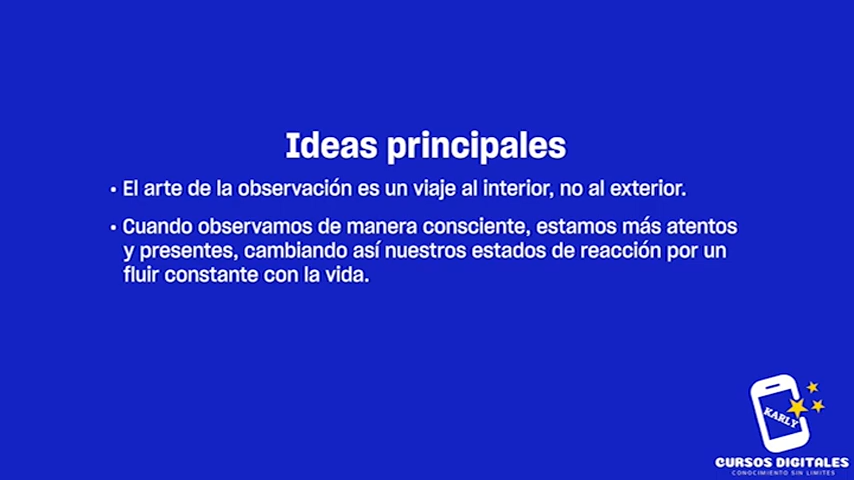 Ideas principales
• El arte de la observación es un viaje al interior, no al exterior.
• Cuando observamos de manera consciente, estamos más atentos
y presentes, cambiando así nuestros estados de reacción por un
fluir constante con la vida.
KARLY
CURSOS DIGITALES
CONOCIMIENTO SIN LIMITES